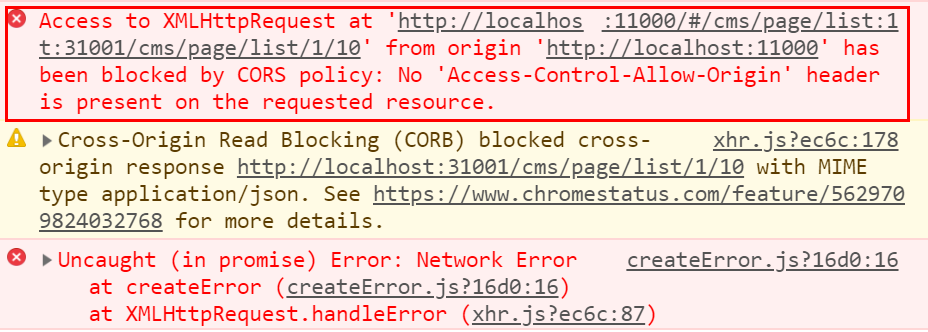 Access to XMLHttpRequest at 'http://localhos :11000/#/cms/page/list:1
t:31001/cms/page/list/1/10' from origin 'http://localhost:11000' has
been blocked by CORS policy: No 'Access-Control-Allow-Origin' header
is present on the requested resource.
Cross-Origin Read Blocking (CORB) blocked cross- xhr.js?ec6c:178
origin response http://localhost:31001/cms/page/list/1/10 with MIME
type application/json. See https://www.chromestatus.com/feature/562970
9824032768 for more details.
Uncaught (in promise) Error: Network Error createError.js?16d0:16
at createError (createError.js?16d0:16)
at XMLHttpRequest.handleError (xhr.js?ec6c:87)